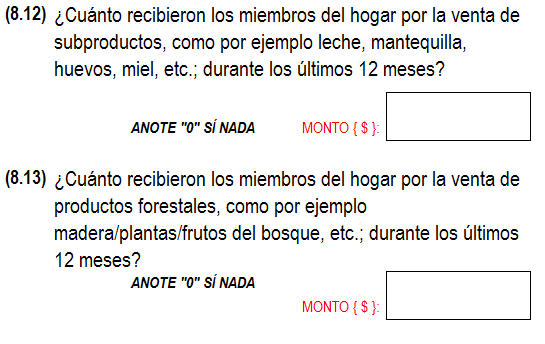 (8.12) ¿Cuánto recibieron los miembros del hogar por la venta de
subproductos, como por ejemplo leche, mantequilla,
huevos, miel, etc.; durante los últimos 12 meses?
ANOTE "0" SÍ NADA MONTO { $ }:
(8.13) ¿Cuánto recibieron los miembros del hogar por la venta de
productos forestales, como por ejemplo
madera/plantas/frutos del bosque, etc.; durante los últimos
12 meses?
ANOTE "0" SÍ NADA
MONTO { $ }: